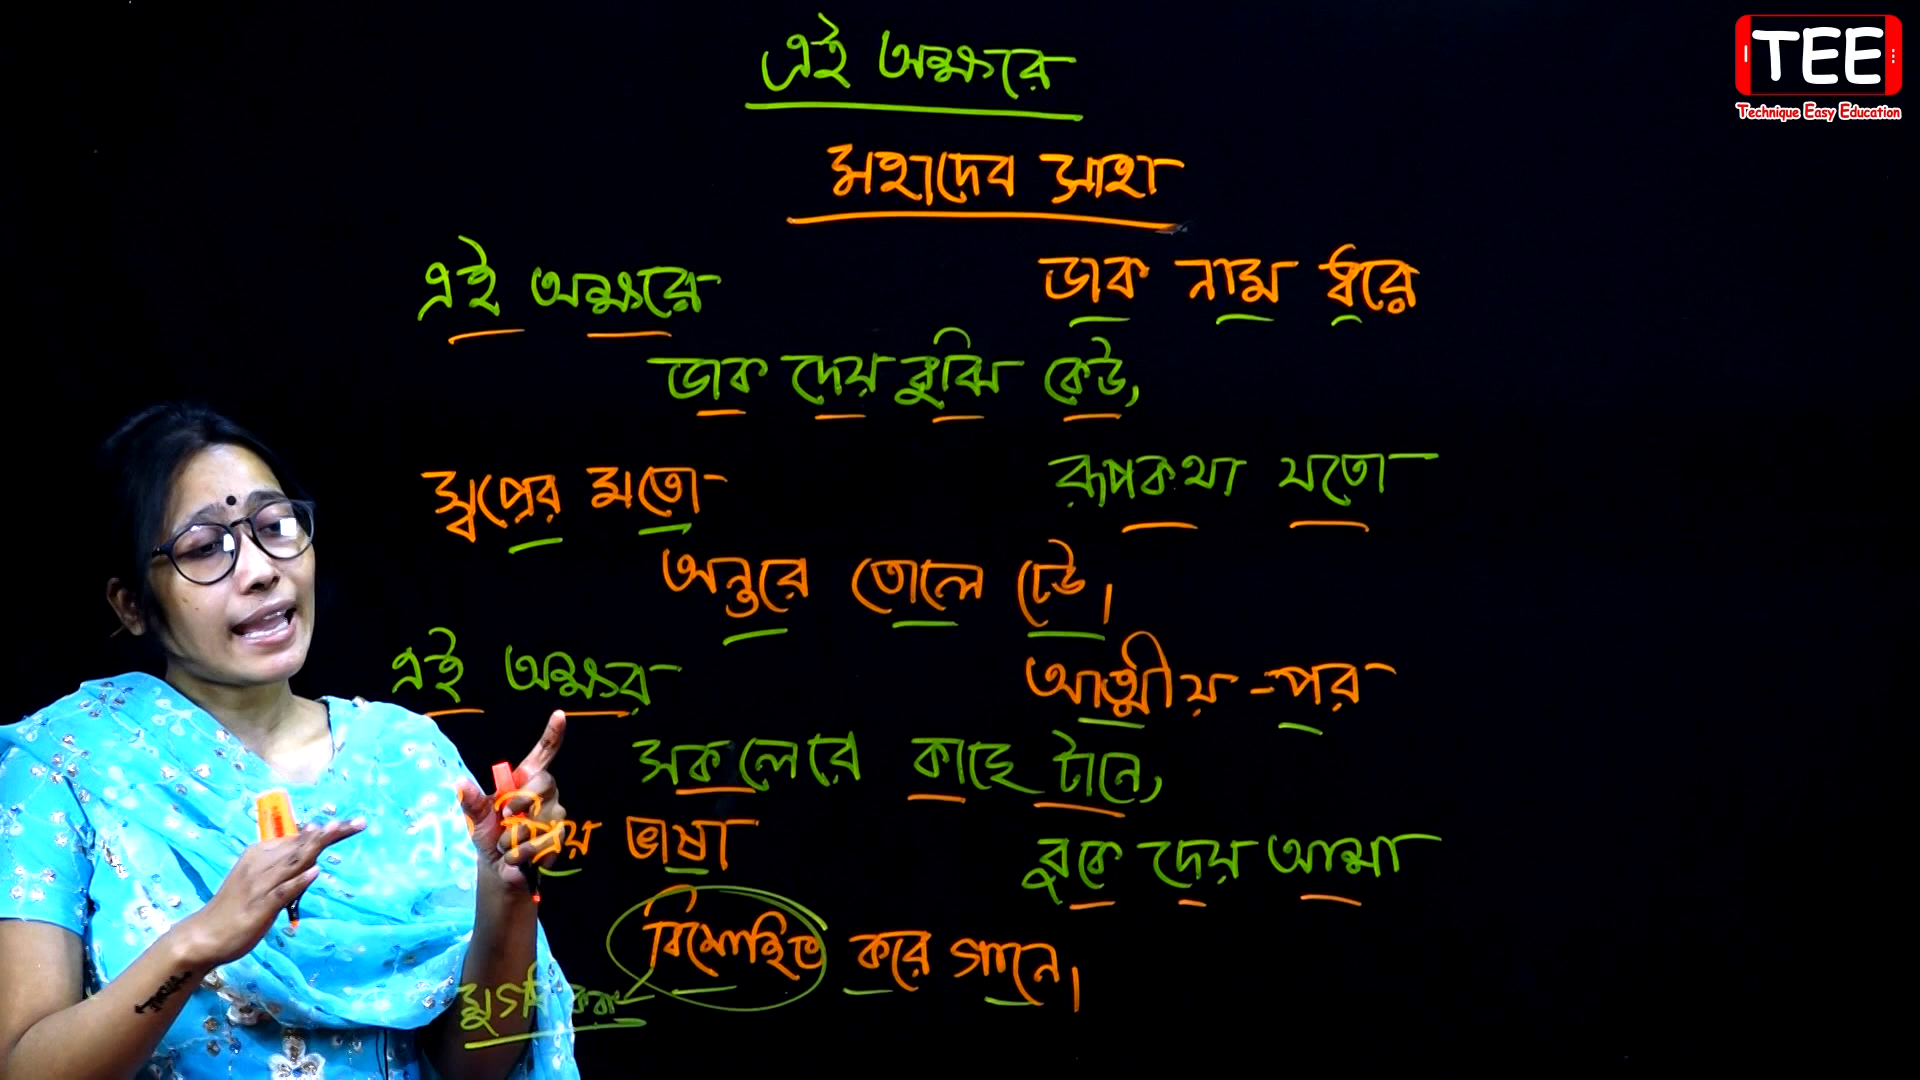 এই অক্ষরে
TEE
Technique Easy Education
মহাদেব সাহা
এই অক্ষরে ডাক নাম ধরে
ডাক দেয় বুঝি কেউ,
স্বপ্নের মতো রূপকথা যতো
অন্তরে তোলে ঢেউ।
এই অক্ষর আত্মীয়-পর
সকলেরে কাছে টানে,
প্রিয় ভাষা বুকে দেয় আশা
বিমোহিত করে গানে।